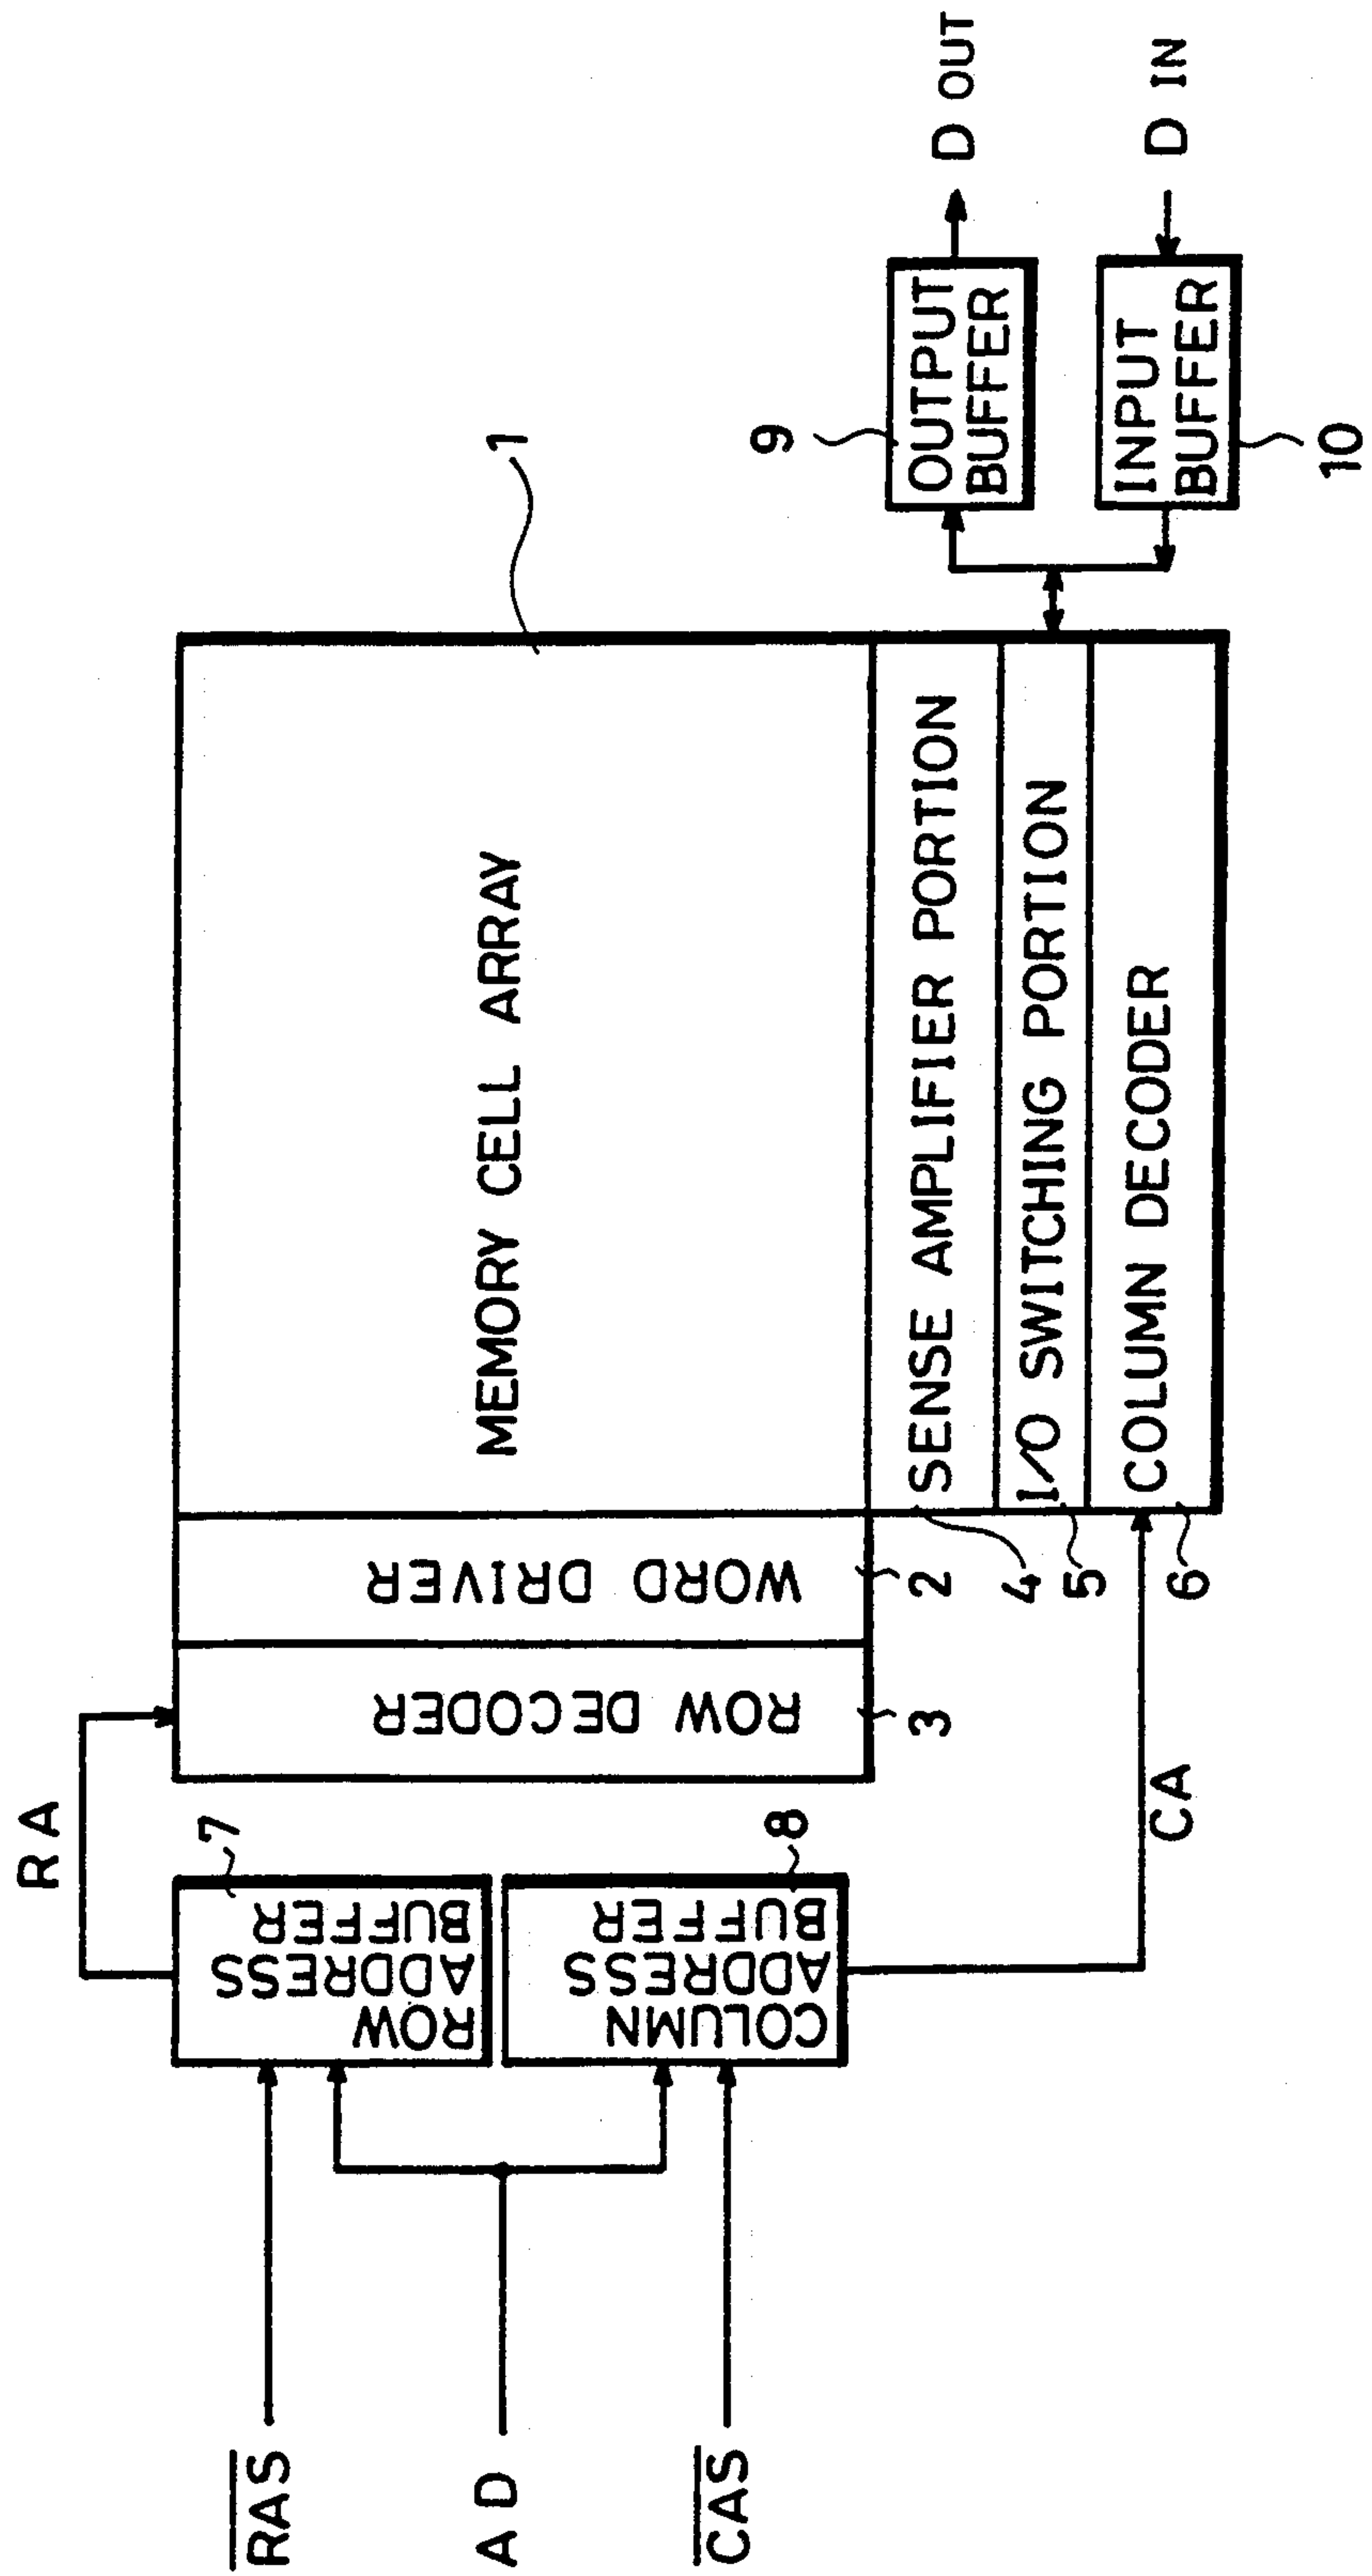 RAS
AD
CAS
ROW
ADDRESS
BUFFER
7
COLUMN
ADDRESS
BUFFER
8
RA
CA
ROW DECODER
3
WORD DRIVER
2
MEMORY CELL ARRAY
1
SENSE AMPLIFIER PORTION
4
I/O SWITCHING PORTION
5
COLUMN DECODER
6
OUTPUT
BUFFER
9
INPUT
BUFFER
10
D OUT
D IN